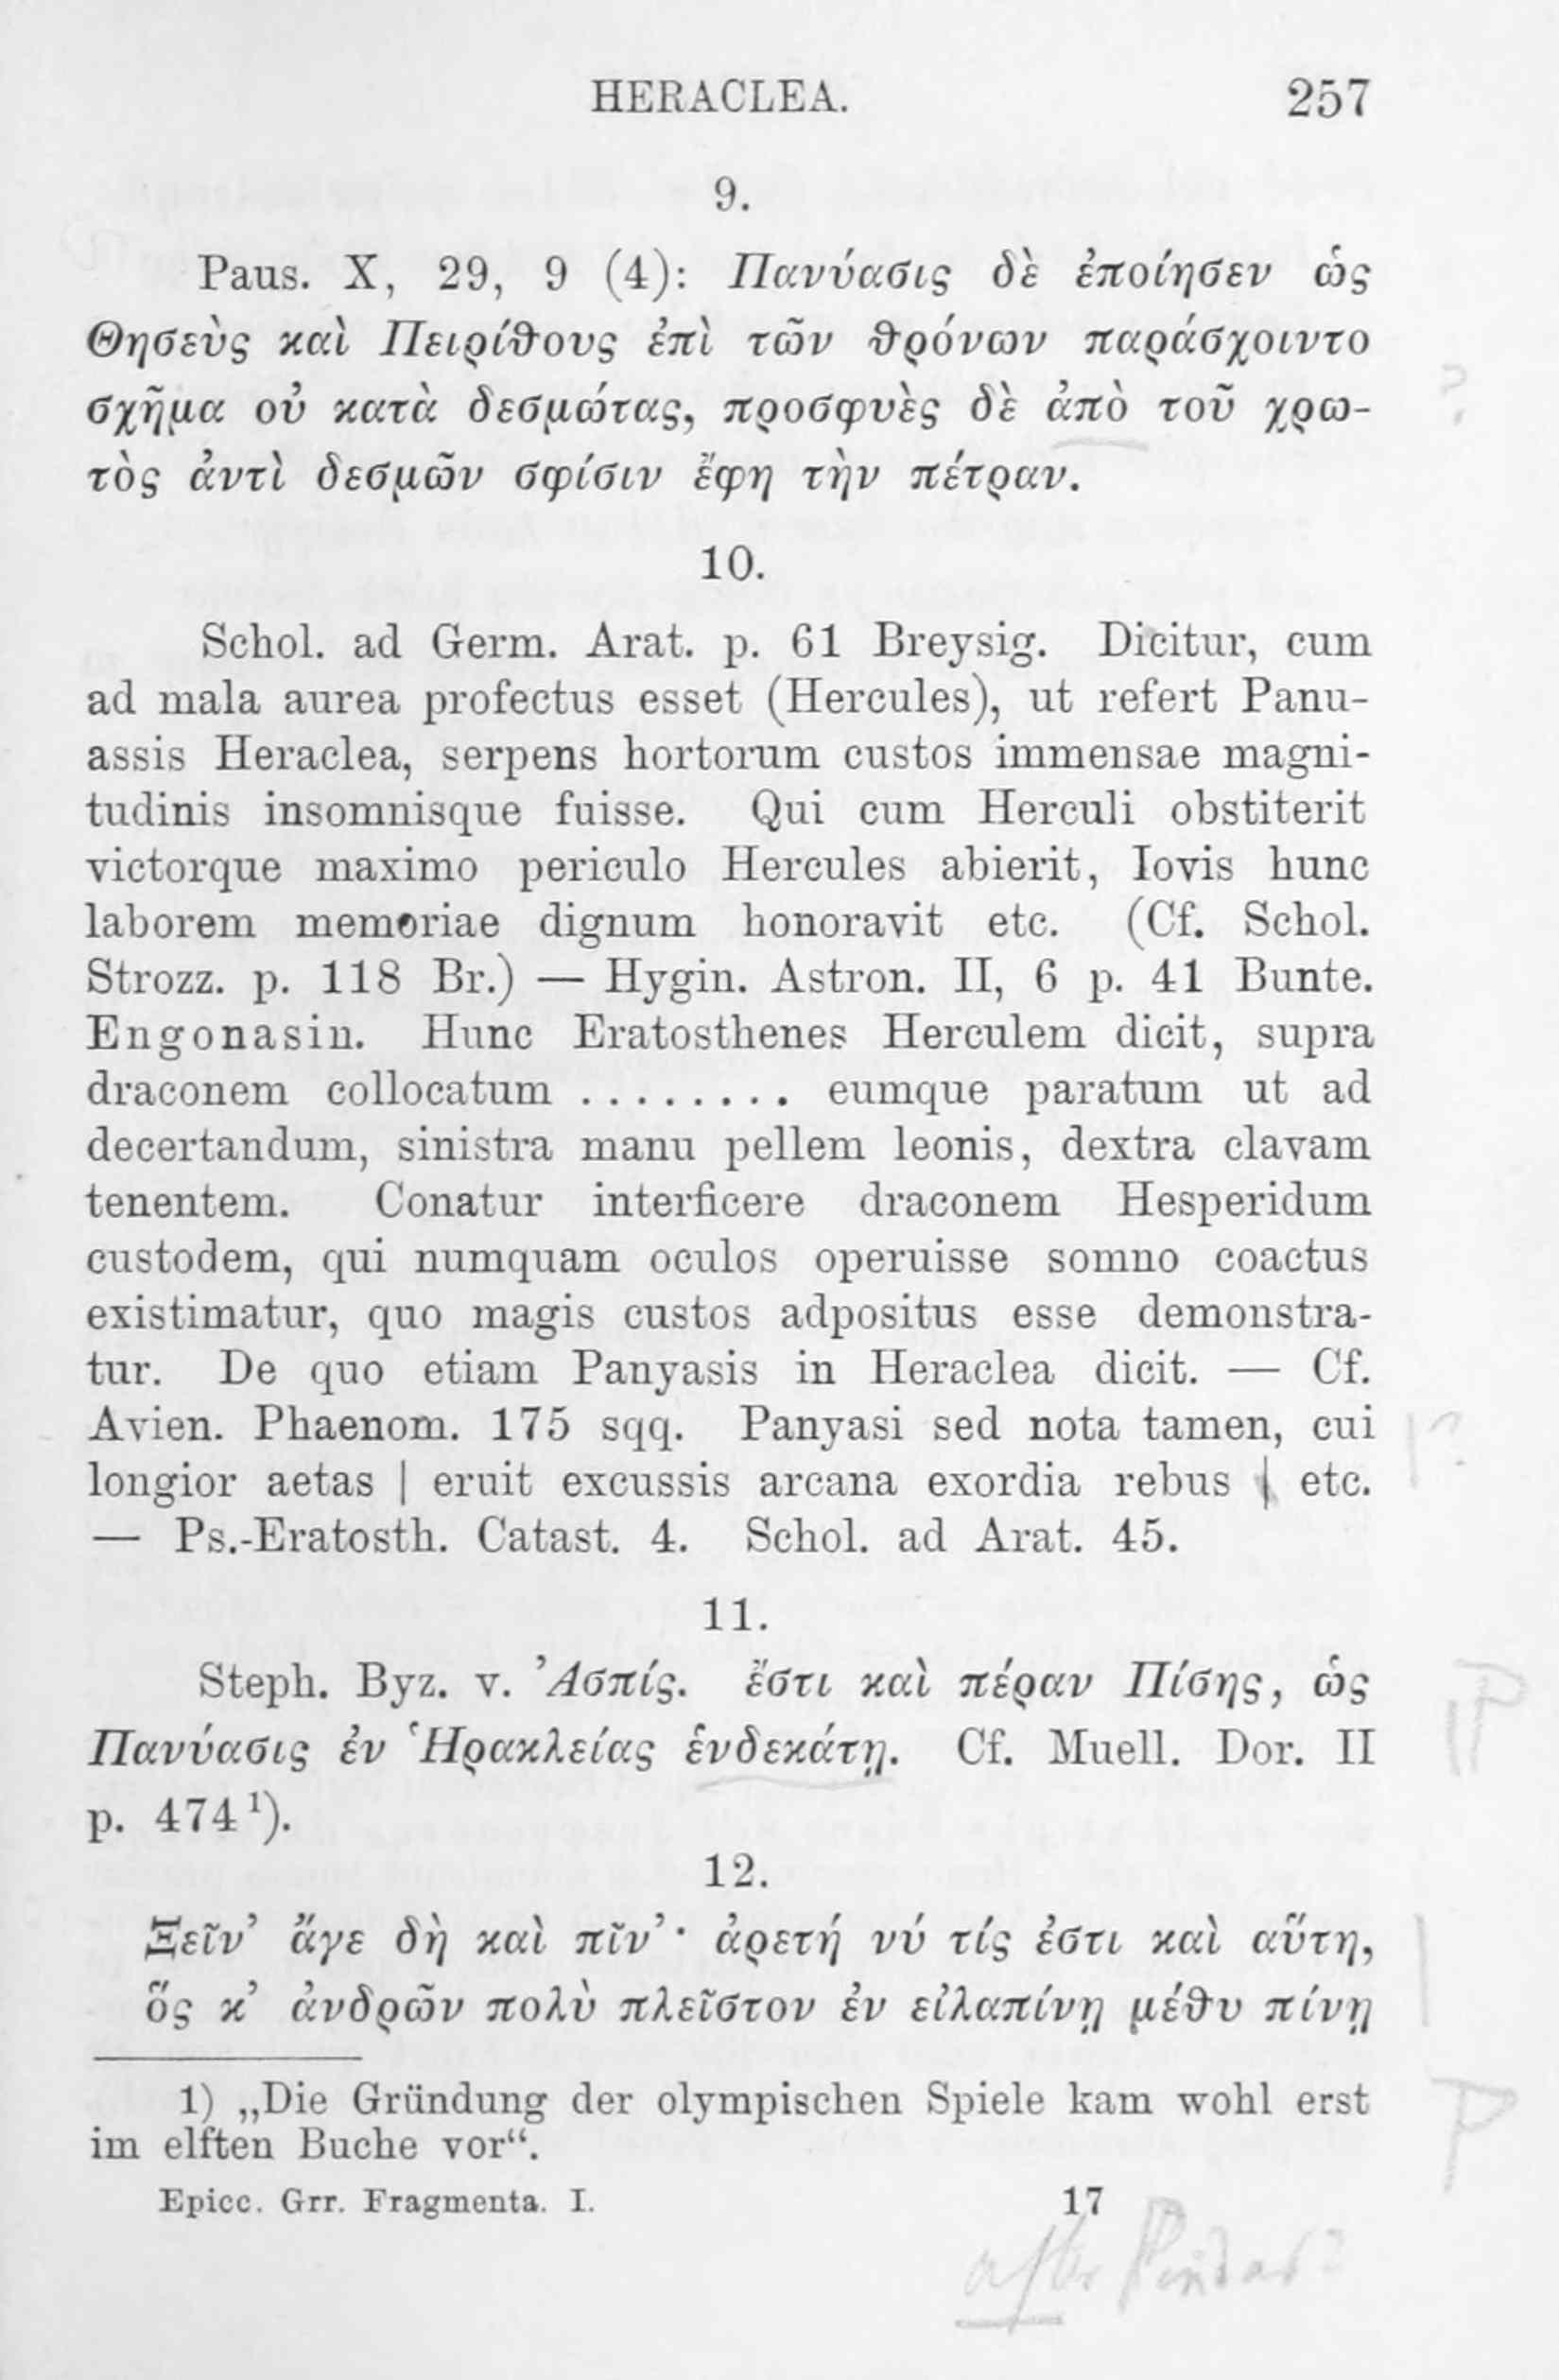 HERACLEA. 257
9.
Paus. X, 29, 9 (4): Πανύασις δὲ ἐποίησεν ὡς
Θησεὺς καὶ Πειρίθους ἐπὶ τῶν θρόνων παράσχοιντο
σχῆμα οὐ κατὰ δεσμώτας, προσφυὲς δὲ ἀπὸ τοῦ χρω-
τὸς ἀντὶ δεσμῶν σφίσιν ἔφη τὴν πέτραν.
10.
Schol. ad Germ. Arat. p. 61 Breysig. Dicitur, cum
ad mala aurea profectus esset (Hercules), ut refert Panu-
assis Heraclea, serpens hortorum custos immensae magni-
tudinis insomnisque fuisse. Qui cum Herculi obstiterit
victorque maximo periculo Hercules abierit, Iovis hunc
laborem memoriae dignum honoravit etc. (Cf. Schol.
Strozz. p. 118 Br.) — Hygin. Astron. II, 6 p. 41 Bunte.
Engonasin. Hunc Eratosthenes Herculem dicit, supra
draconem collocatum ........ eumque paratum ut ad
decertandum, sinistra manu pellem leonis, dextra clavam
tenentem. Conatur interficere draconem Hesperidum
custodem, qui numquam oculos operuisse somno coactus
existimatur, quo magis custos adpositus esse demonstra-
tur. De quo etiam Panyasis in Heraclea dicit. — Cf.
Avien. Phaenom. 175 sqq. Panyasi sed nota tamen, cui
longior aetas | eruit excussis arcana exordia rebus | etc.
— Ps.-Eratosth. Catast. 4. Schol. ad Arat. 45.
11.
Steph. Byz. v. Ἀσπίς. ἔστι καὶ πέραν Πίσης, ὡς
Πανύασις ἐν Ἡρακλείας ἑνδεκάτῃ. Cf. Muell. Dor. II
p. 474¹).
12.
Ξεῖν’ ἄγε δὴ καὶ πῖν’· ἀρετή νύ τίς ἐστι καὶ αὕτη,
ὅς κ’ ἀνδρῶν πολὺ πλεῖστον ἐν εἰλαπίνῃ μέθυ πίνῃ
1) „Die Gründung der olympischen Spiele kam wohl erst
im elften Buche vor“.
Epicc. Grr. Fragmenta. I. 17
after Pindar?